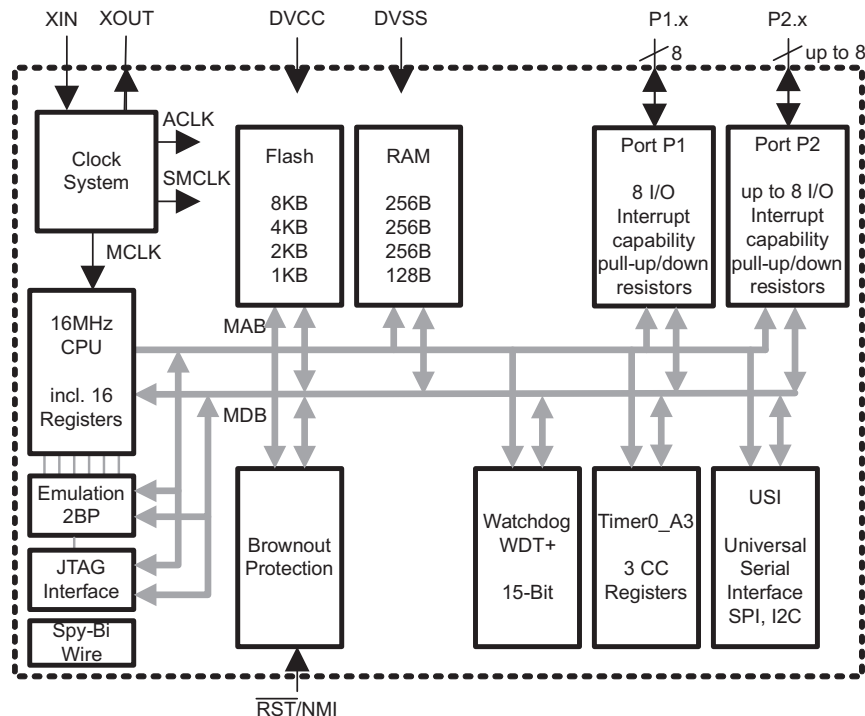 XIN
XOUT
DVCC
DVSS
P1.x
P2.x
8
up to 8
ACLK
SMCLK
MCLK
Clock
System
Flash
8KB
4KB
2KB
1KB
RAM
256B
256B
256B
128B
Port P1
8 I/O
Interrupt
capability
pull-up/down
resistors
Port P2
up to 8 I/O
Interrupt
capability
pull-up/down
resistors
16MHz
CPU
incl. 16
Registers
MAB
MDB
Emulation
2BP
JTAG
Interface
Spy-Bi
Wire
Brownout
Protection
Watchdog
WDT+
15-Bit
Timer0_A3
3 CC
Registers
USI
Universal
Serial
Interface
SPI, I2C
RST/NMI